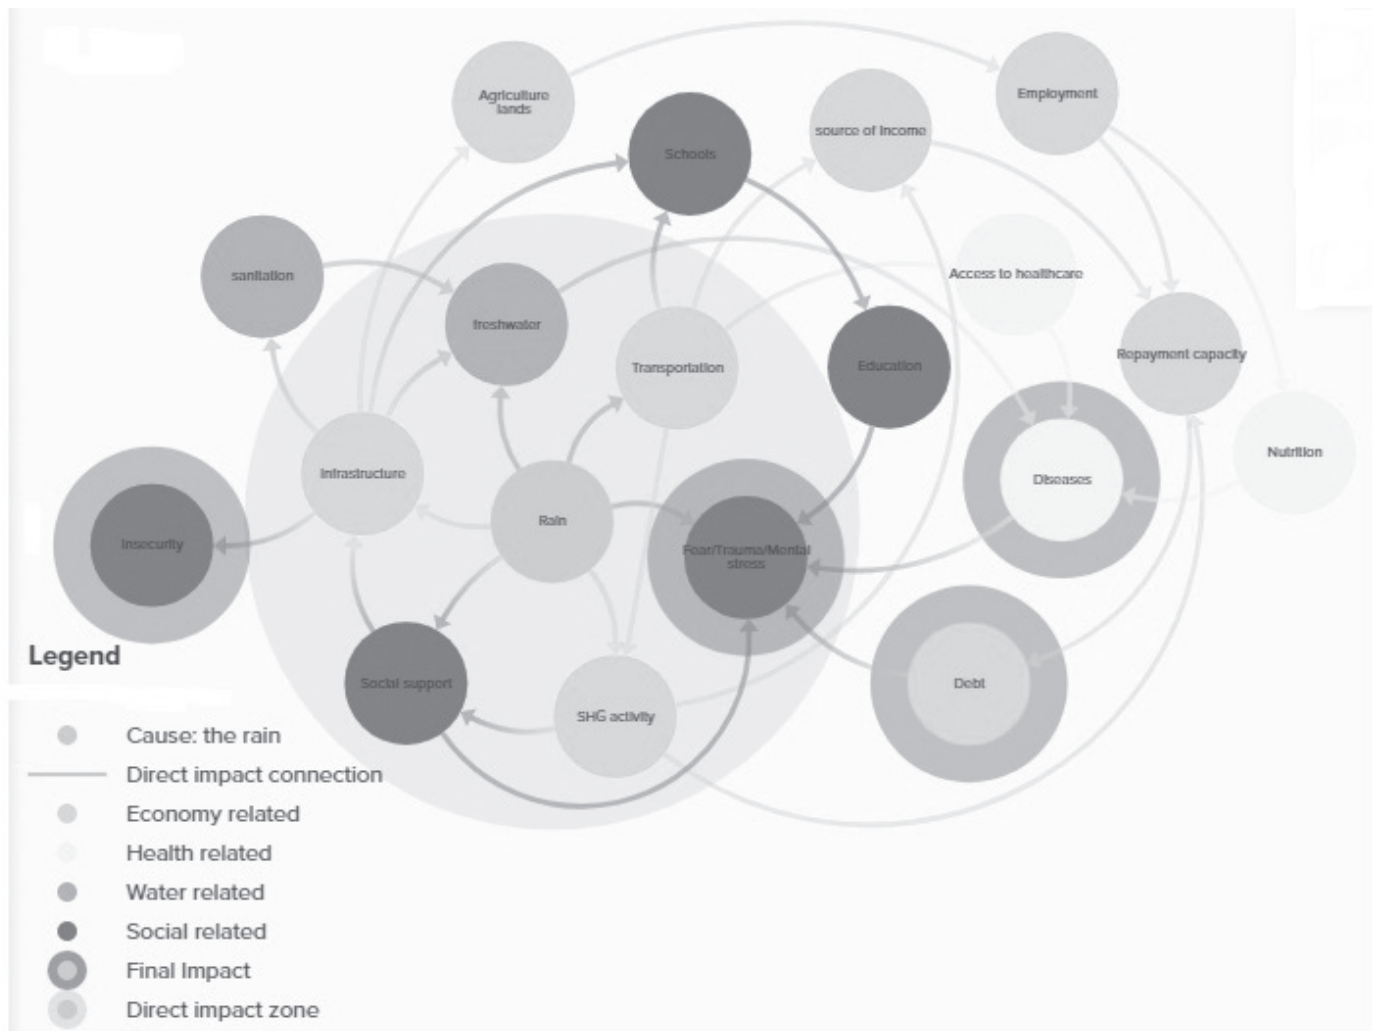 Agriculture
lands
Employment
source of Income
Schools
sanitation
Access to healthcare
freshwater
Transportation
Education
Repayment capacity
Infrastructure
Nutrition
Diseases
Rain
Insecurity
Fear/Trauma/Mental
stress
Social support
SHG activity
Debt
Legend
Cause: the rain
Direct impact connection
Economy related
Health related
Water related
Social related
Final Impact
Direct impact zone